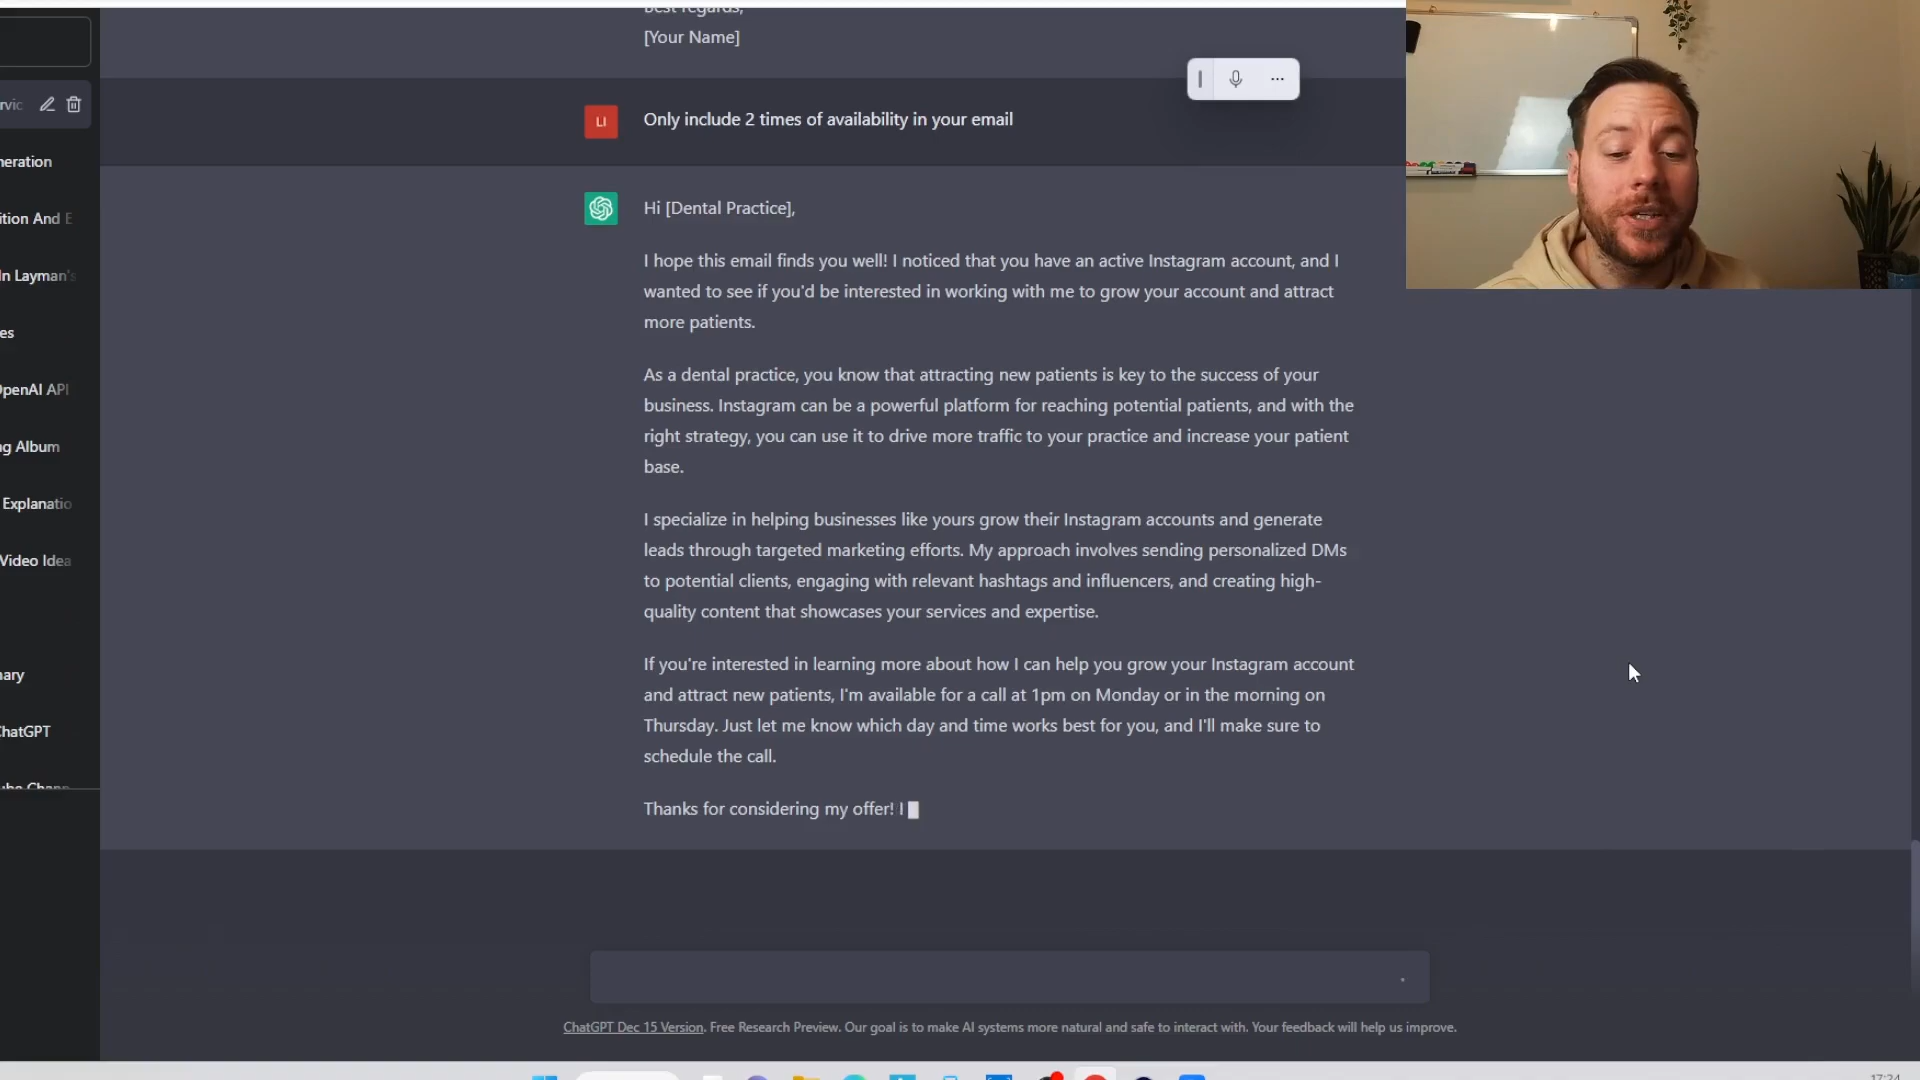 Best regards,
[Your Name]
LI
Only include 2 times of availability in your email
Hi [Dental Practice],
I hope this email finds you well! I noticed that you have an active Instagram account, and I
wanted to see if you'd be interested in working with me to grow your account and attract
more patients.
As a dental practice, you know that attracting new patients is key to the success of your
business. Instagram can be a powerful platform for reaching potential patients, and with the
right strategy, you can use it to drive more traffic to your practice and increase your patient
base.
I specialize in helping businesses like yours grow their Instagram accounts and generate
leads through targeted marketing efforts. My approach involves sending personalized DMs
to potential clients, engaging with relevant hashtags and influencers, and creating high-
quality content that showcases your services and expertise.
If you're interested in learning more about how I can help you grow your Instagram account
and attract new patients, I'm available for a call at 1pm on Monday or in the morning on
Thursday. Just let me know which day and time works best for you, and I'll make sure to
schedule the call.
Thanks for considering my offer! I
ChatGPT Dec 15 Version. Free Research Preview. Our goal is to make AI systems more natural and safe to interact with. Your feedback will help us improve.
rvic
neration
ition And E
In Layman's
es
OpenAI API
ng Album
Explanatio
Video Idea
nary
ChatGPT
17:24